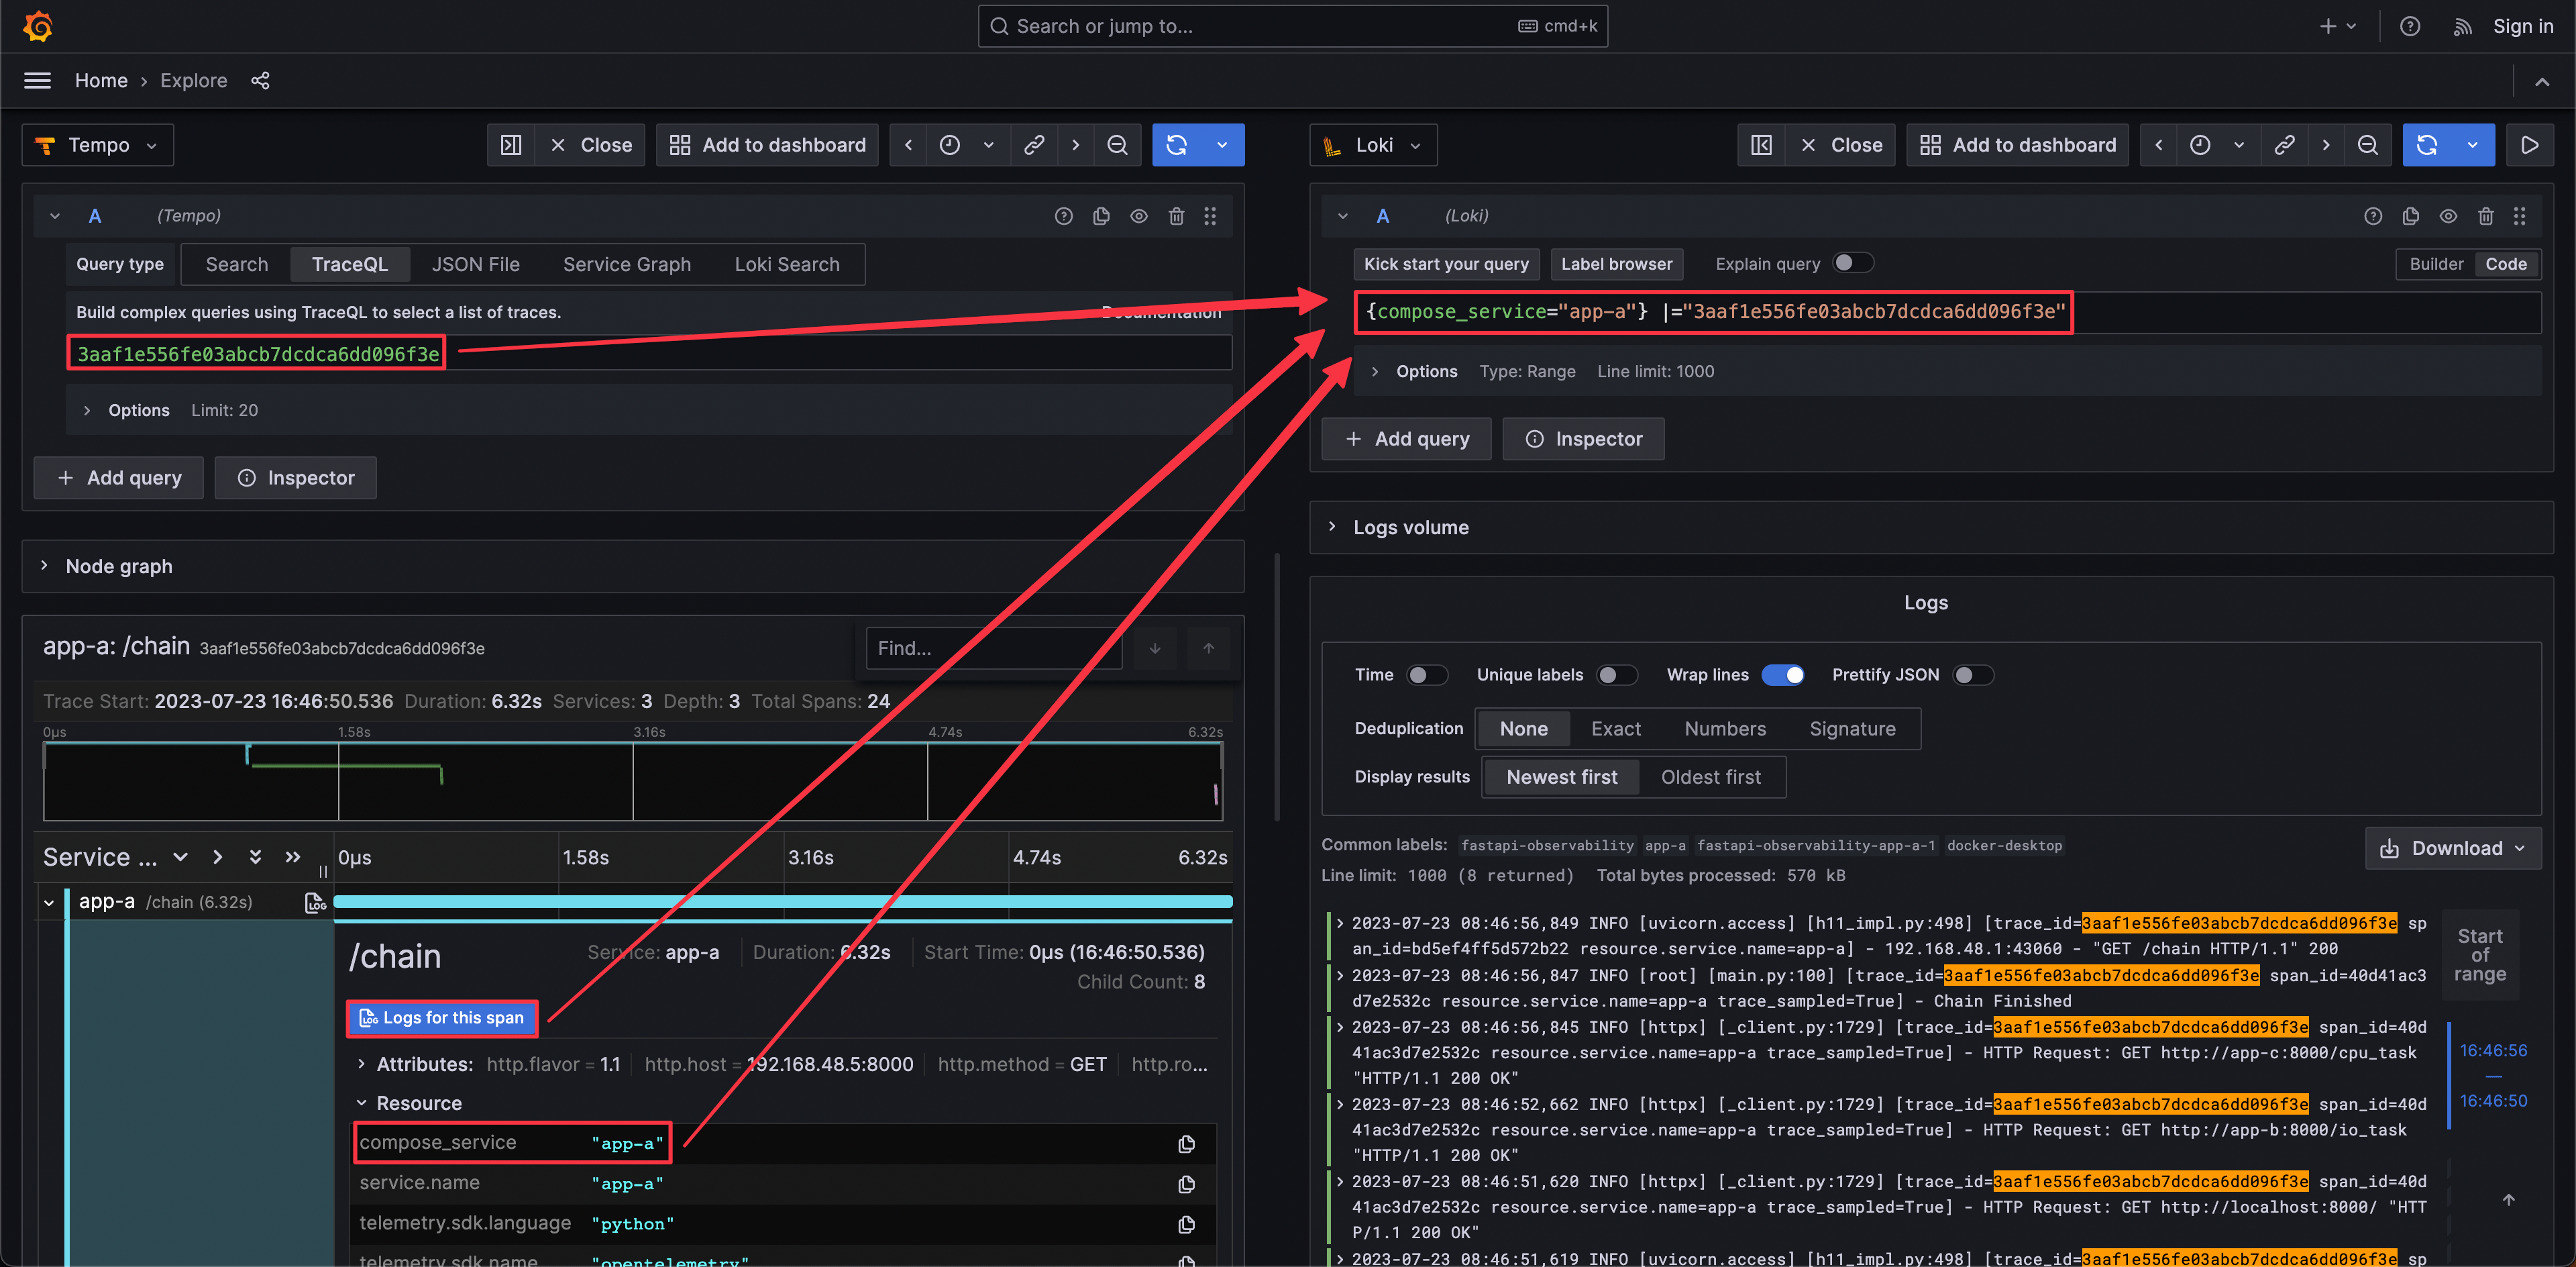 Search or jump to... cmd+k
Sign in
Home › Explore
Tempo
Close
Add to dashboard
A (Tempo)
Query type Search TraceQL JSON File Service Graph Loki Search
Build complex queries using TraceQL to select a list of traces. Documentation
3aaf1e556fe03abcb7dcdca6dd096f3e
Options Limit: 20
+ Add query Inspector
Node graph
app-a: /chain 3aaf1e556fe03abcb7dcdca6dd096f3e
Find...
Trace Start: 2023-07-23 16:46:50.536 Duration: 6.32s Services: 3 Depth: 3 Total Spans: 24
0μs 1.58s 3.16s 4.74s 6.32s
Service ... 0μs 1.58s 3.16s 4.74s 6.32s
app-a /chain (6.32s) LOG
/chain Service: app-a Duration: 6.32s Start Time: 0μs (16:46:50.536)
Child Count: 8
LOG Logs for this span
Attributes: http.flavor = 1.1 http.host = 192.168.48.5:8000 http.method = GET http.ro...
Resource
compose_service "app-a"
service.name "app-a"
telemetry.sdk.language "python"
telemetry.sdk.name "opentelemetry"
Loki
Close
Add to dashboard
A (Loki)
Kick start your query Label browser Explain query Builder Code
{compose_service="app-a"} |="3aaf1e556fe03abcb7dcdca6dd096f3e"
Options Type: Range Line limit: 1000
+ Add query Inspector
Logs volume
Logs
Time Unique labels Wrap lines Prettify JSON
Deduplication None Exact Numbers Signature
Display results Newest first Oldest first
Common labels: fastapi-observability app-a fastapi-observability-app-a-1 docker-desktop
Download
Line limit: 1000 (8 returned) Total bytes processed: 570 kB
2023-07-23 08:46:56,849 INFO [uvicorn.access] [h11_impl.py:498] [trace_id=3aaf1e556fe03abcb7dcdca6dd096f3e sp
an_id=bd5ef4ff5d572b22 resource.service.name=app-a] - 192.168.48.1:43060 - "GET /chain HTTP/1.1" 200
2023-07-23 08:46:56,847 INFO [root] [main.py:100] [trace_id=3aaf1e556fe03abcb7dcdca6dd096f3e span_id=40d41ac3
d7e2532c resource.service.name=app-a trace_sampled=True] - Chain Finished
2023-07-23 08:46:56,845 INFO [httpx] [_client.py:1729] [trace_id=3aaf1e556fe03abcb7dcdca6dd096f3e span_id=40d
41ac3d7e2532c resource.service.name=app-a trace_sampled=True] - HTTP Request: GET http://app-c:8000/cpu_task
"HTTP/1.1 200 OK"
2023-07-23 08:46:52,662 INFO [httpx] [_client.py:1729] [trace_id=3aaf1e556fe03abcb7dcdca6dd096f3e span_id=40d
41ac3d7e2532c resource.service.name=app-a trace_sampled=True] - HTTP Request: GET http://app-b:8000/io_task
"HTTP/1.1 200 OK"
2023-07-23 08:46:51,620 INFO [httpx] [_client.py:1729] [trace_id=3aaf1e556fe03abcb7dcdca6dd096f3e span_id=40d
41ac3d7e2532c resource.service.name=app-a trace_sampled=True] - HTTP Request: GET http://localhost:8000/ "HTT
P/1.1 200 OK"
2023-07-23 08:46:51,619 INFO [uvicorn.access] [h11_impl.py:498] [trace_id=3aaf1e556fe03abcb7dcdca6dd096f3e sp
Start
of
range
16:46:56
—
16:46:50